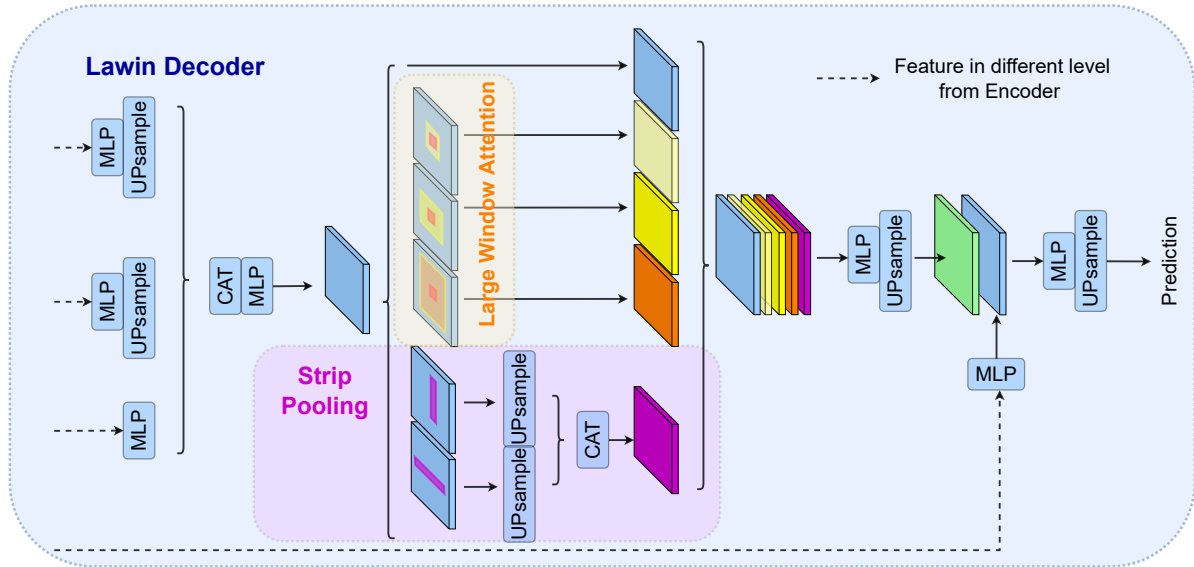 Lawin Decoder
Feature in different level
from Encoder
MLP
UPsample
MLP
UPsample
MLP
CAT
MLP
Large Window Attention
Strip
Pooling
UPsample
UPsample
CAT
MLP
UPsample
MLP
MLP
UPsample
Prediction